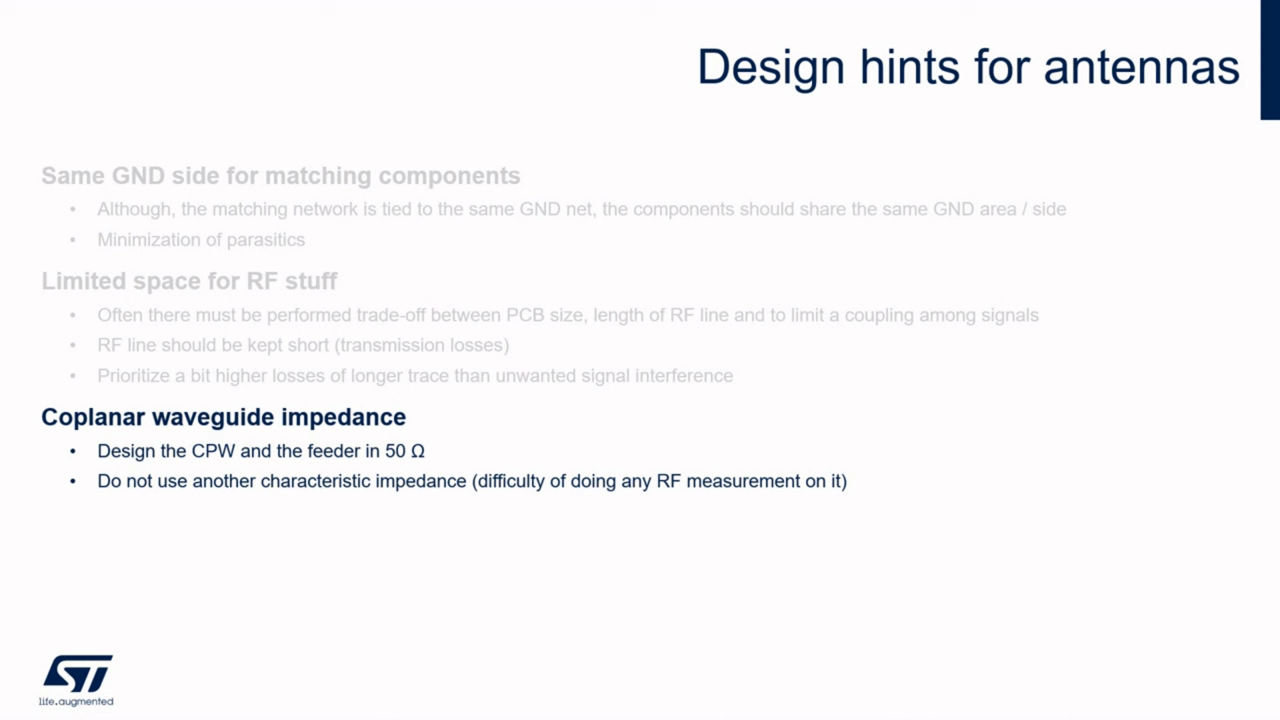 Design hints for antennas
Same GND side for matching components
• Although, the matching network is tied to the same GND net, the components should share the same GND area / side
• Minimization of parasitics
Limited space for RF stuff
• Often there must be performed trade-off between PCB size, length of RF line and to limit a coupling among signals
• RF line should be kept short (transmission losses)
• Prioritize a bit higher losses of longer trace than unwanted signal interference
Coplanar waveguide impedance
• Design the CPW and the feeder in 50 Ω
• Do not use another characteristic impedance (difficulty of doing any RF measurement on it)
ST
life.augmented